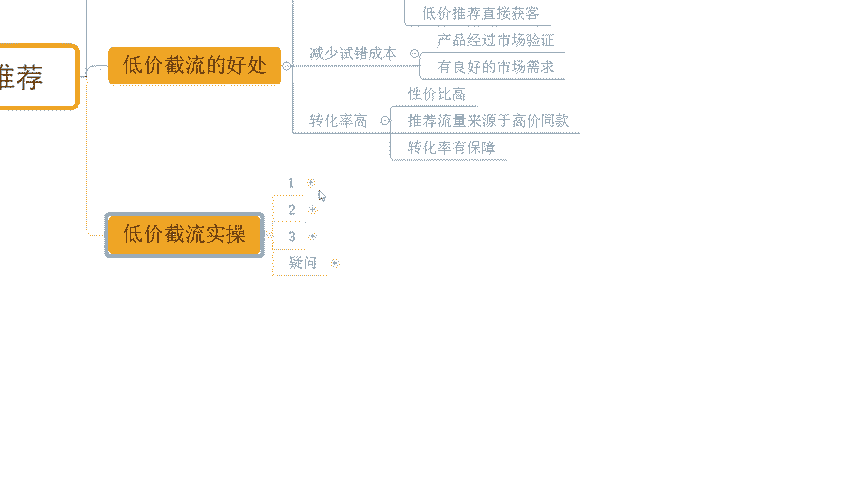 低价推荐直接获客
产品经过市场验证
减少试错成本
有良好的市场需求
低价截流的好处
推荐
性价比高
转化率高
推荐流量来源于高价同款
转化率有保障
1
2
低价截流实操
3
疑问